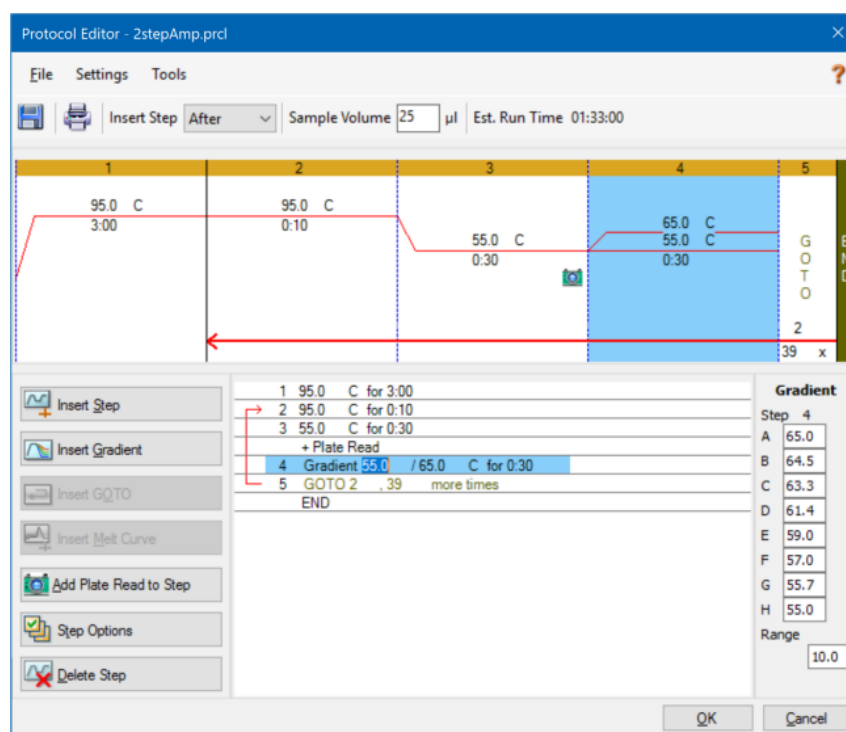 Protocol Editor - 2stepAmp.prcl
File Settings Tools
Insert Step After Sample Volume 25 µl Est. Run Time 01:33:00
1 2 3 4 5
95.0 C 95.0 C 65.0 C
3:00 0:10 55.0 C 55.0 C
0:30 0:30
GOTO
2
39 x
Insert Step
Insert Gradient
Insert GOTO
Insert Melt Curve
Add Plate Read to Step
Step Options
Delete Step
1 95.0 C for 3:00
2 95.0 C for 0:10
3 55.0 C for 0:30
+ Plate Read
4 Gradient 55.0 / 65.0 C for 0:30
5 GOTO 2 , 39 more times
END
Gradient
Step 4
A 65.0
B 64.5
C 63.3
D 61.4
E 59.0
F 57.0
G 55.7
H 55.0
Range
10.0
OK Cancel